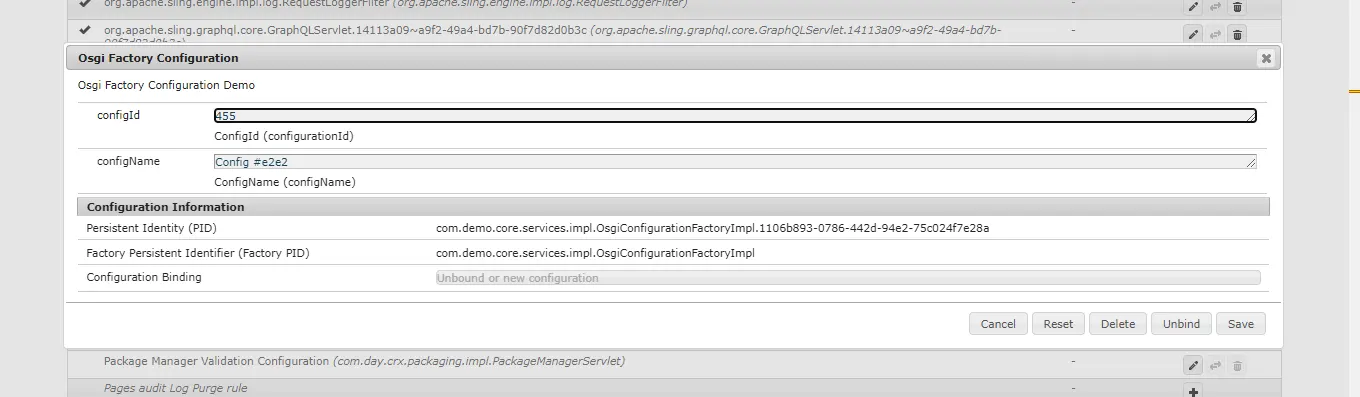 org.apache.sling.engine.impl.log.RequestLoggerFilter (org.apache.sling.engine.impl.log.RequestLoggerFilter) -
org.apache.sling.graphql.core.GraphQLServlet.14113a09~a9f2-49a4-bd7b-90f7d82d0b3c (org.apache.sling.graphql.core.GraphQLServlet.14113a09~a9f2-49a4-bd7b- -
90f7d82d0b3c)
Osgi Factory Configuration
Osgi Factory Configuration Demo
configId 455
ConfigId (configurationId)
configName Config #e2e2
ConfigName (configName)
Configuration Information
Persistent Identity (PID) com.demo.core.services.impl.OsgiConfigurationFactoryImpl.1106b893-0786-442d-94e2-75c024f7e28a
Factory Persistent Identifier (Factory PID) com.demo.core.services.impl.OsgiConfigurationFactoryImpl
Configuration Binding Unbound or new configuration
Cancel Reset Delete Unbind Save
Package Manager Validation Configuration (com.day.crx.packaging.impl.PackageManagerServlet) -
Pages audit Log Purge rule -